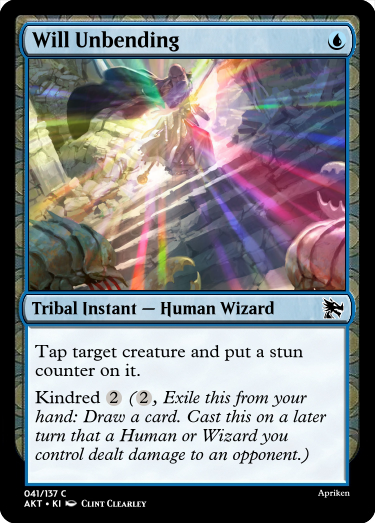 Will Unbending
Tribal Instant — Human Wizard
Tap target creature and put a stun
counter on it.
Kindred 2 (2, Exile this from your
hand: Draw a card. Cast this on a later
turn that a Human or Wizard you
control dealt damage to an opponent.)
041/137 C
Apriken
AKT • KI Clint Clearley